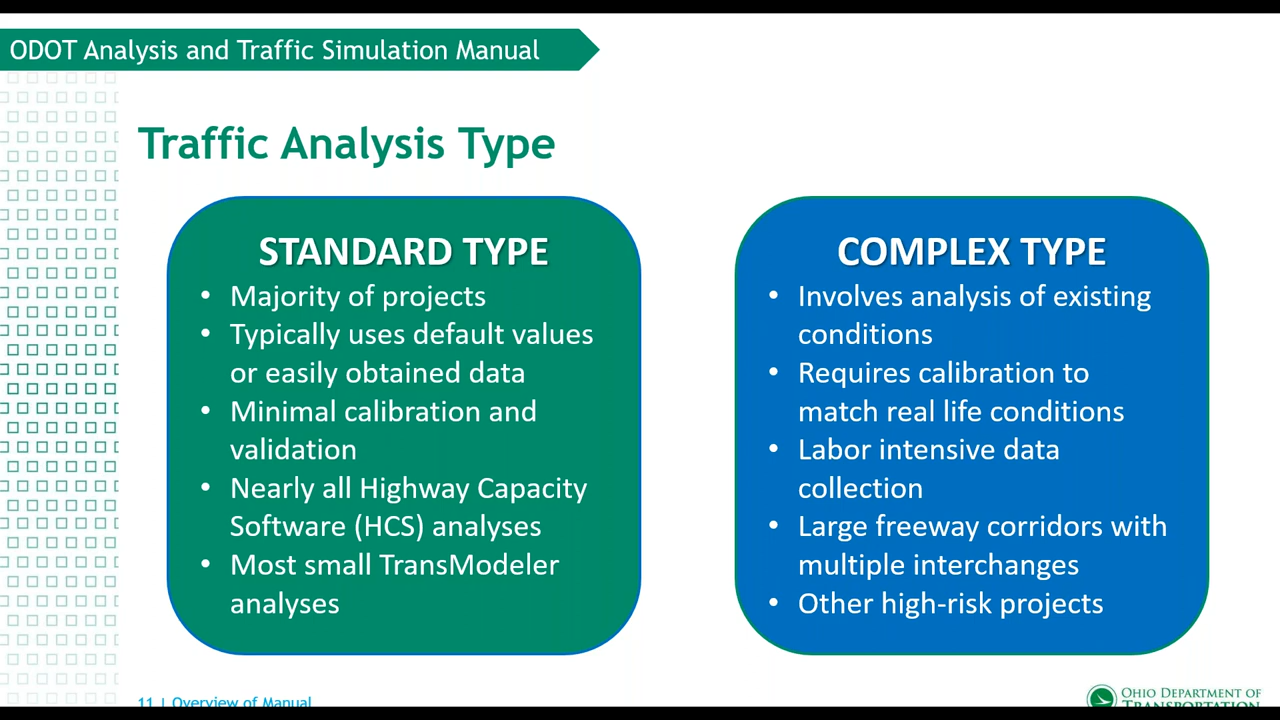 ODOT Analysis and Traffic Simulation Manual
Traffic Analysis Type
STANDARD TYPE
• Majority of projects
• Typically uses default values
or easily obtained data
• Minimal calibration and
validation
• Nearly all Highway Capacity
Software (HCS) analyses
• Most small TransModeler
analyses
COMPLEX TYPE
• Involves analysis of existing
conditions
• Requires calibration to
match real life conditions
• Labor intensive data
collection
• Large freeway corridors with
multiple interchanges
• Other high-risk projects
11 | Overview of Manual
OHIO DEPARTMENT OF
TRANSPORTATION